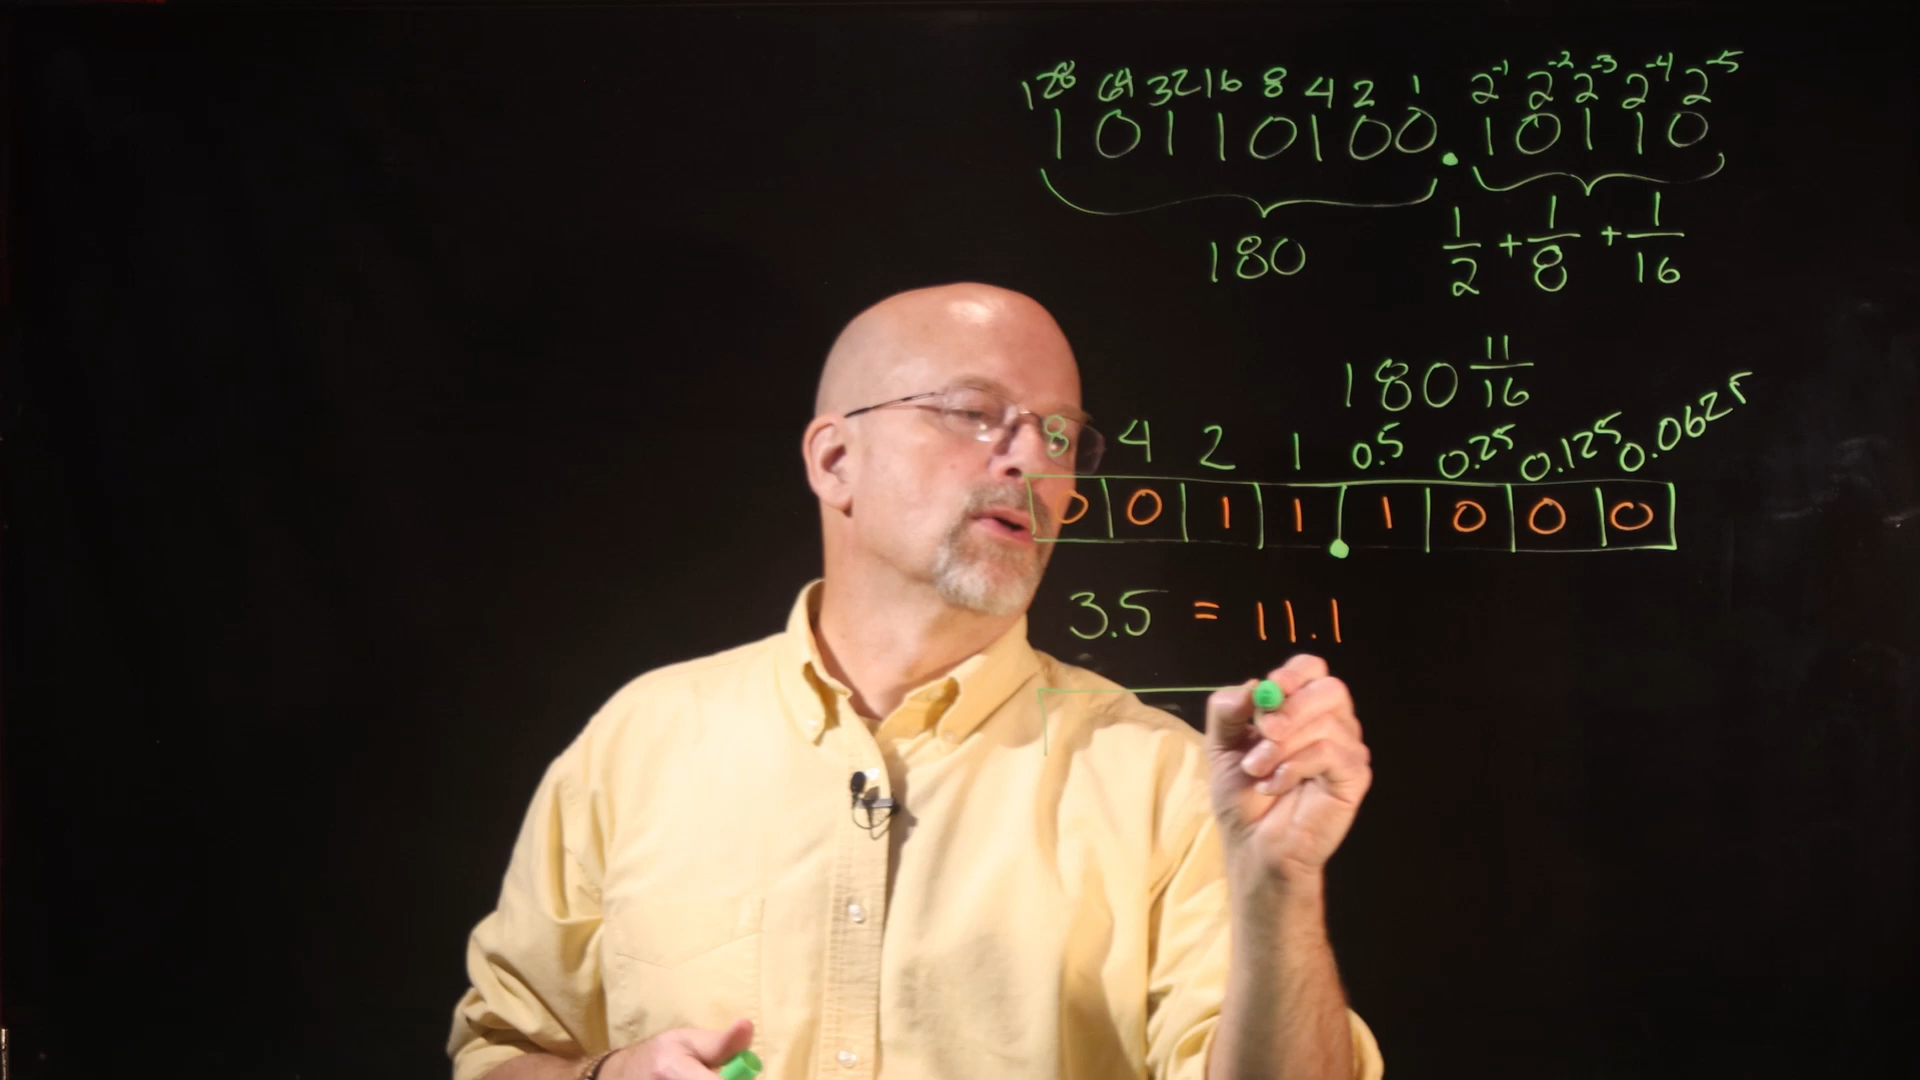 128 64 32 16 8 4 2 1 2⁻¹ 2⁻² 2⁻³ 2⁻⁴ 2⁻⁵
10110100.10110
180 1/2 + 1/8 + 1/16
180 11/16
8 4 2 1 0.5 0.25 0.125 0.0625
0 0 1 1 . 1 0 0 0
3.5 = 11.1